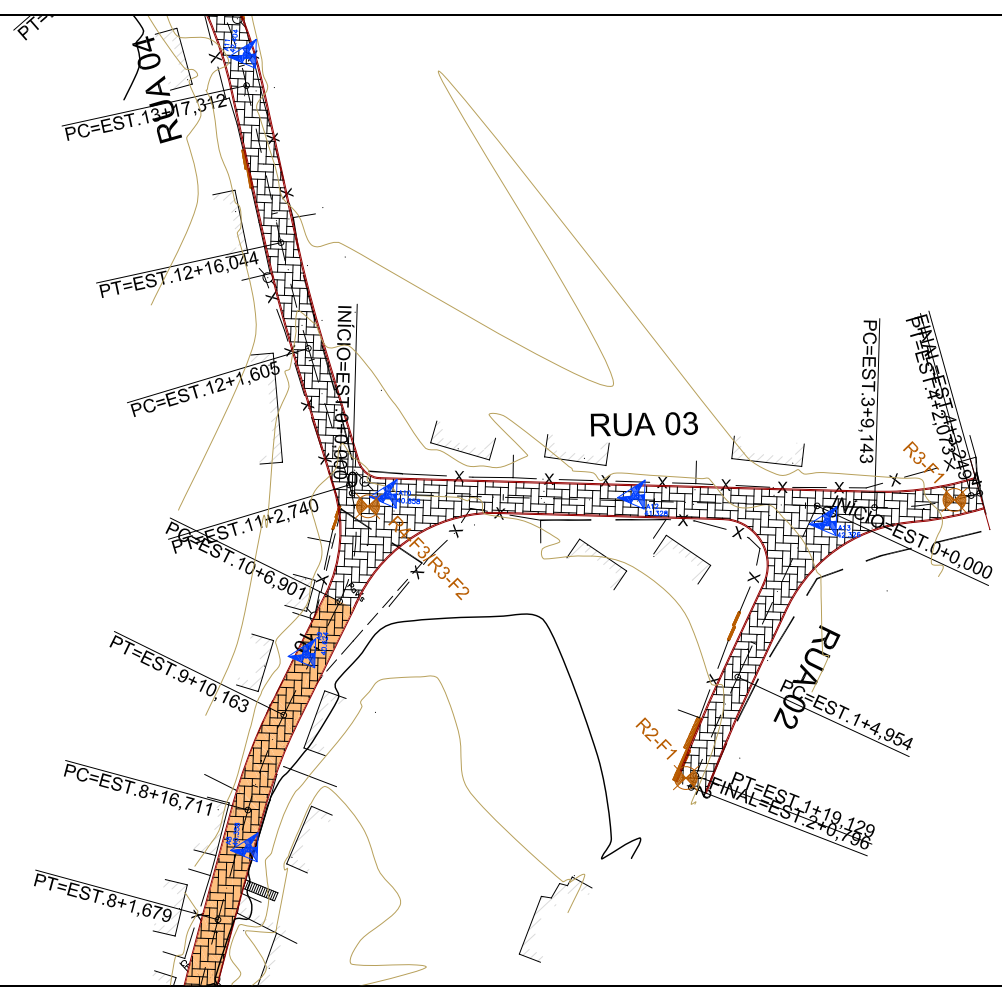 RUA 04
PC=EST.13+17,312
PT=EST.12+16,044
PC=EST.12+1,605
INÍCIO=EST.0+0,000
RUA 03
PC=EST.3+9,143
FINAL=EST.4+3,249
PT=EST.4+2,073
R3-F1
PC=EST.11+2,740
PT=EST.10+6,901
R4-F3/R3-F2
INÍCIO=EST.0+0,000
PT=EST.9+10,163
RUA 02
PC=EST.1+4,954
R2-F1
PC=EST.8+16,711
PT=EST.1+19,129
FINAL=EST.2+0,796
PT=EST.8+1,679